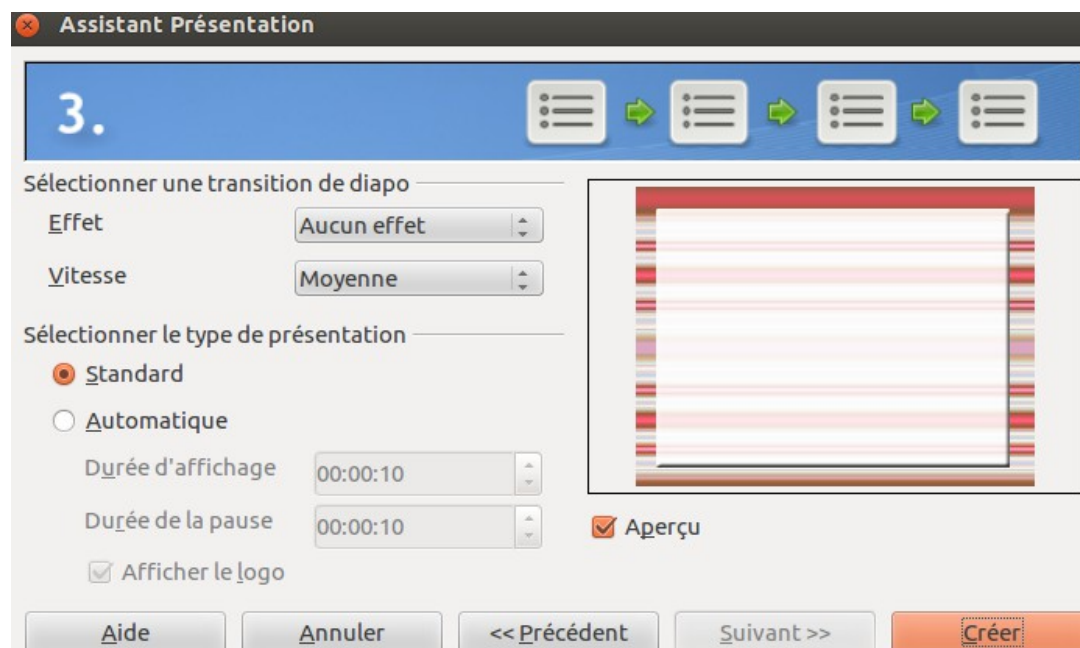 Assistant Présentation
3.
Sélectionner une transition de diapo
Effet Aucun effet
Vitesse Moyenne
Sélectionner le type de présentation
Standard
Automatique
Durée d'affichage 00:00:10
Durée de la pause 00:00:10
Afficher le logo
Aperçu
Aide Annuler << Précédent Suivant >> Créer